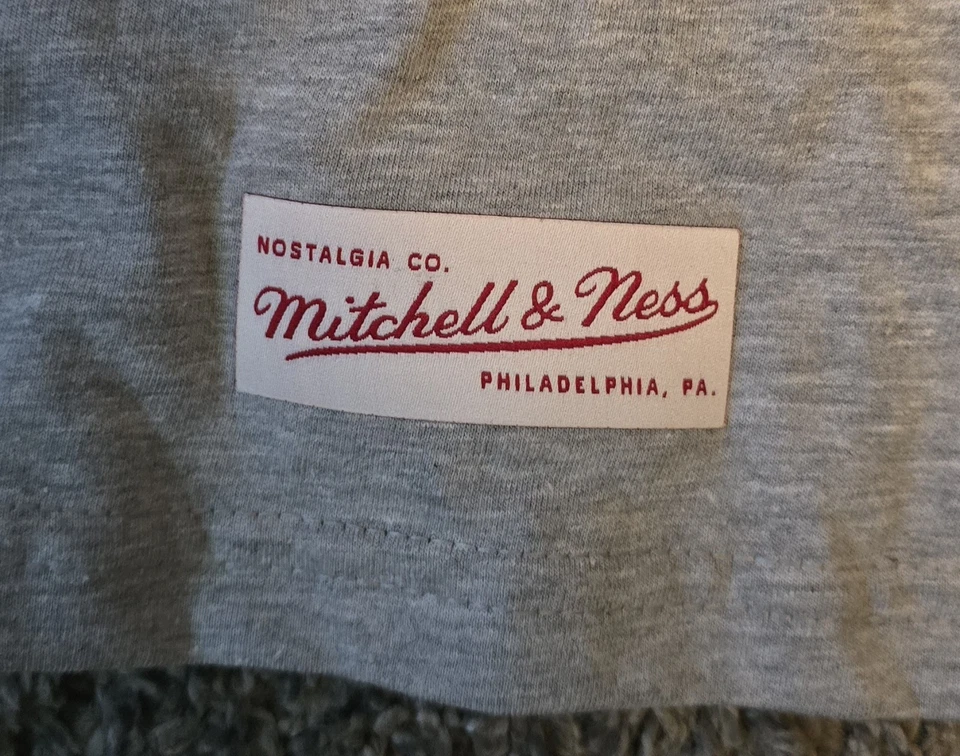 NOSTALGIA CO.
Mitchell & Ness
PHILADELPHIA, PA.